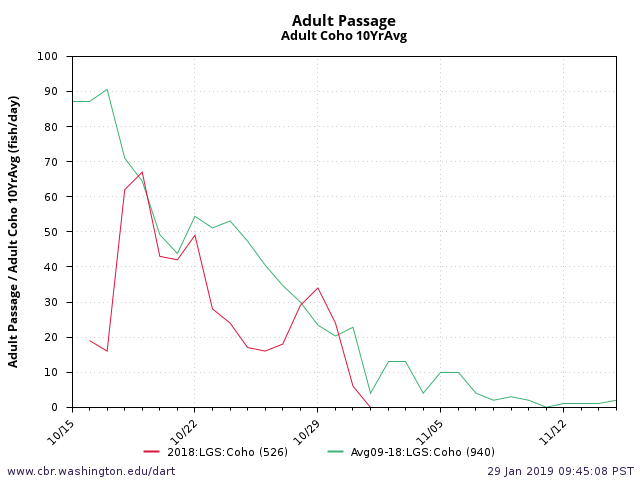 Adult Passage
Adult Coho 10YrAvg
Adult Passage / Adult Coho 10YrAvg (fish/day)
100
90
80
70
60
50
40
30
20
10
0
10/15
10/22
10/29
11/05
11/12
2018:LGS:Coho (526)
Avg09-18:LGS:Coho (940)
www.cbr.washington.edu/dart
29 Jan 2019 09:45:08 PST